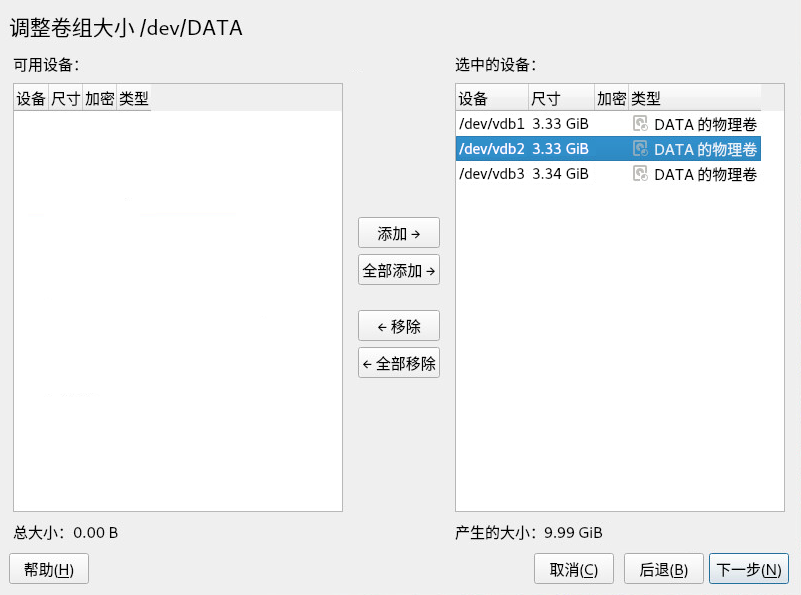 调整卷组大小 /dev/DATA
可用设备：
设备 尺寸 加密 类型
总大小：0.00 B
添加 →
全部添加 →
← 移除
← 全部移除
选中的设备：
设备 尺寸 加密 类型
/dev/vdb1 3.33 GiB DATA 的物理卷
/dev/vdb2 3.33 GiB DATA 的物理卷
/dev/vdb3 3.34 GiB DATA 的物理卷
产生的大小：9.99 GiB
帮助(H) 取消(C) 后退(B) 下一步(N)